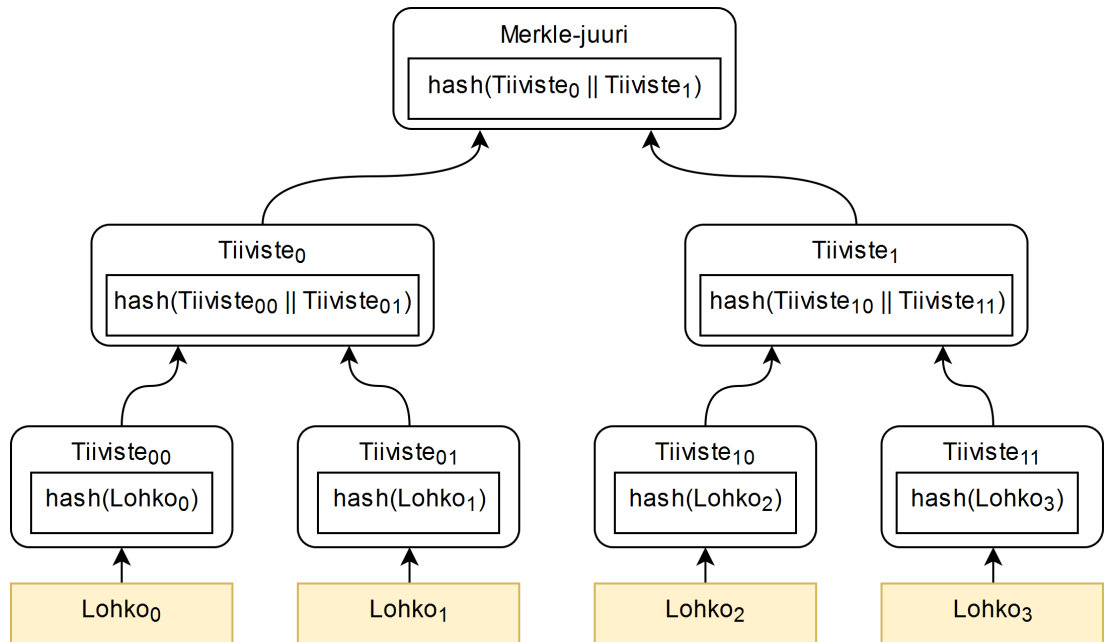 Merkle-juuri
hash(Tiiviste₀ || Tiiviste₁)
Tiiviste₀
hash(Tiiviste₀₀ || Tiiviste₀₁)
Tiiviste₁
hash(Tiiviste₁₀ || Tiiviste₁₁)
Tiiviste₀₀
hash(Lohko₀)
Tiiviste₀₁
hash(Lohko₁)
Tiiviste₁₀
hash(Lohko₂)
Tiiviste₁₁
hash(Lohko₃)
Lohko₀
Lohko₁
Lohko₂
Lohko₃